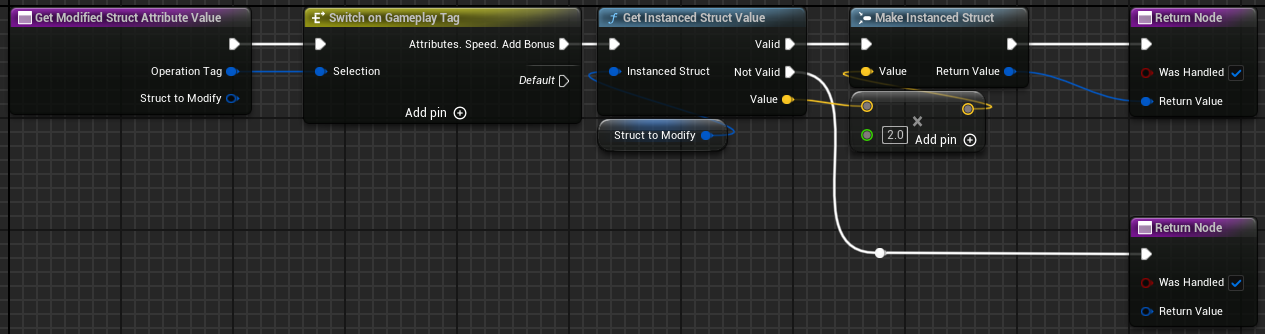 Get Modified Struct Attribute Value
Operation Tag
Struct to Modify
Switch on Gameplay Tag
Attributes. Speed. Add Bonus
Selection
Default
Add pin
Get Instanced Struct Value
Valid
Instanced Struct
Not Valid
Value
Struct to Modify
Make Instanced Struct
Value
Return Value
2.0
Add pin
Return Node
Was Handled
Return Value
Return Node
Was Handled
Return Value